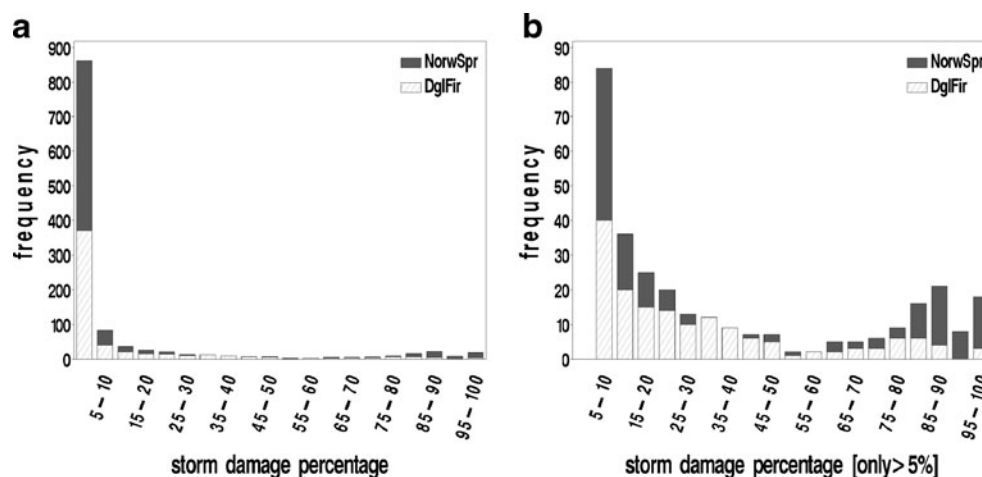 a
900
800
700
600
500
400
300
200
100
0
frequency
NorwSpr
DglFir
5 – 10
15 – 20
25 – 30
35 – 40
45 – 50
55 – 60
65 – 70
75 – 80
85 – 90
95 – 100
storm damage percentage
b
90
80
70
60
50
40
30
20
10
0
frequency
NorwSpr
DglFir
5 – 10
15 – 20
25 – 30
35 – 40
45 – 50
55 – 60
65 – 70
75 – 80
85 – 90
95 – 100
storm damage percentage [only> 5%]